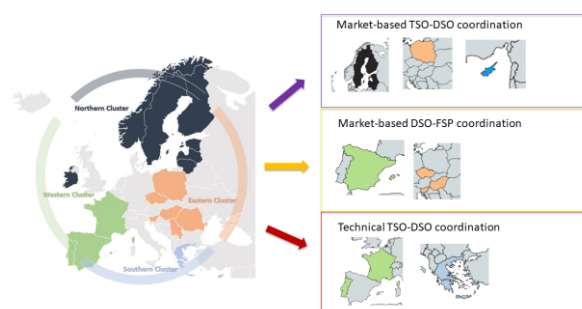 Market-based TSO-DSO coordination
Northern Cluster
Market-based DSO-FSP coordination
Western Cluster
Eastern Cluster
Technical TSO-DSO coordination
Southern Cluster